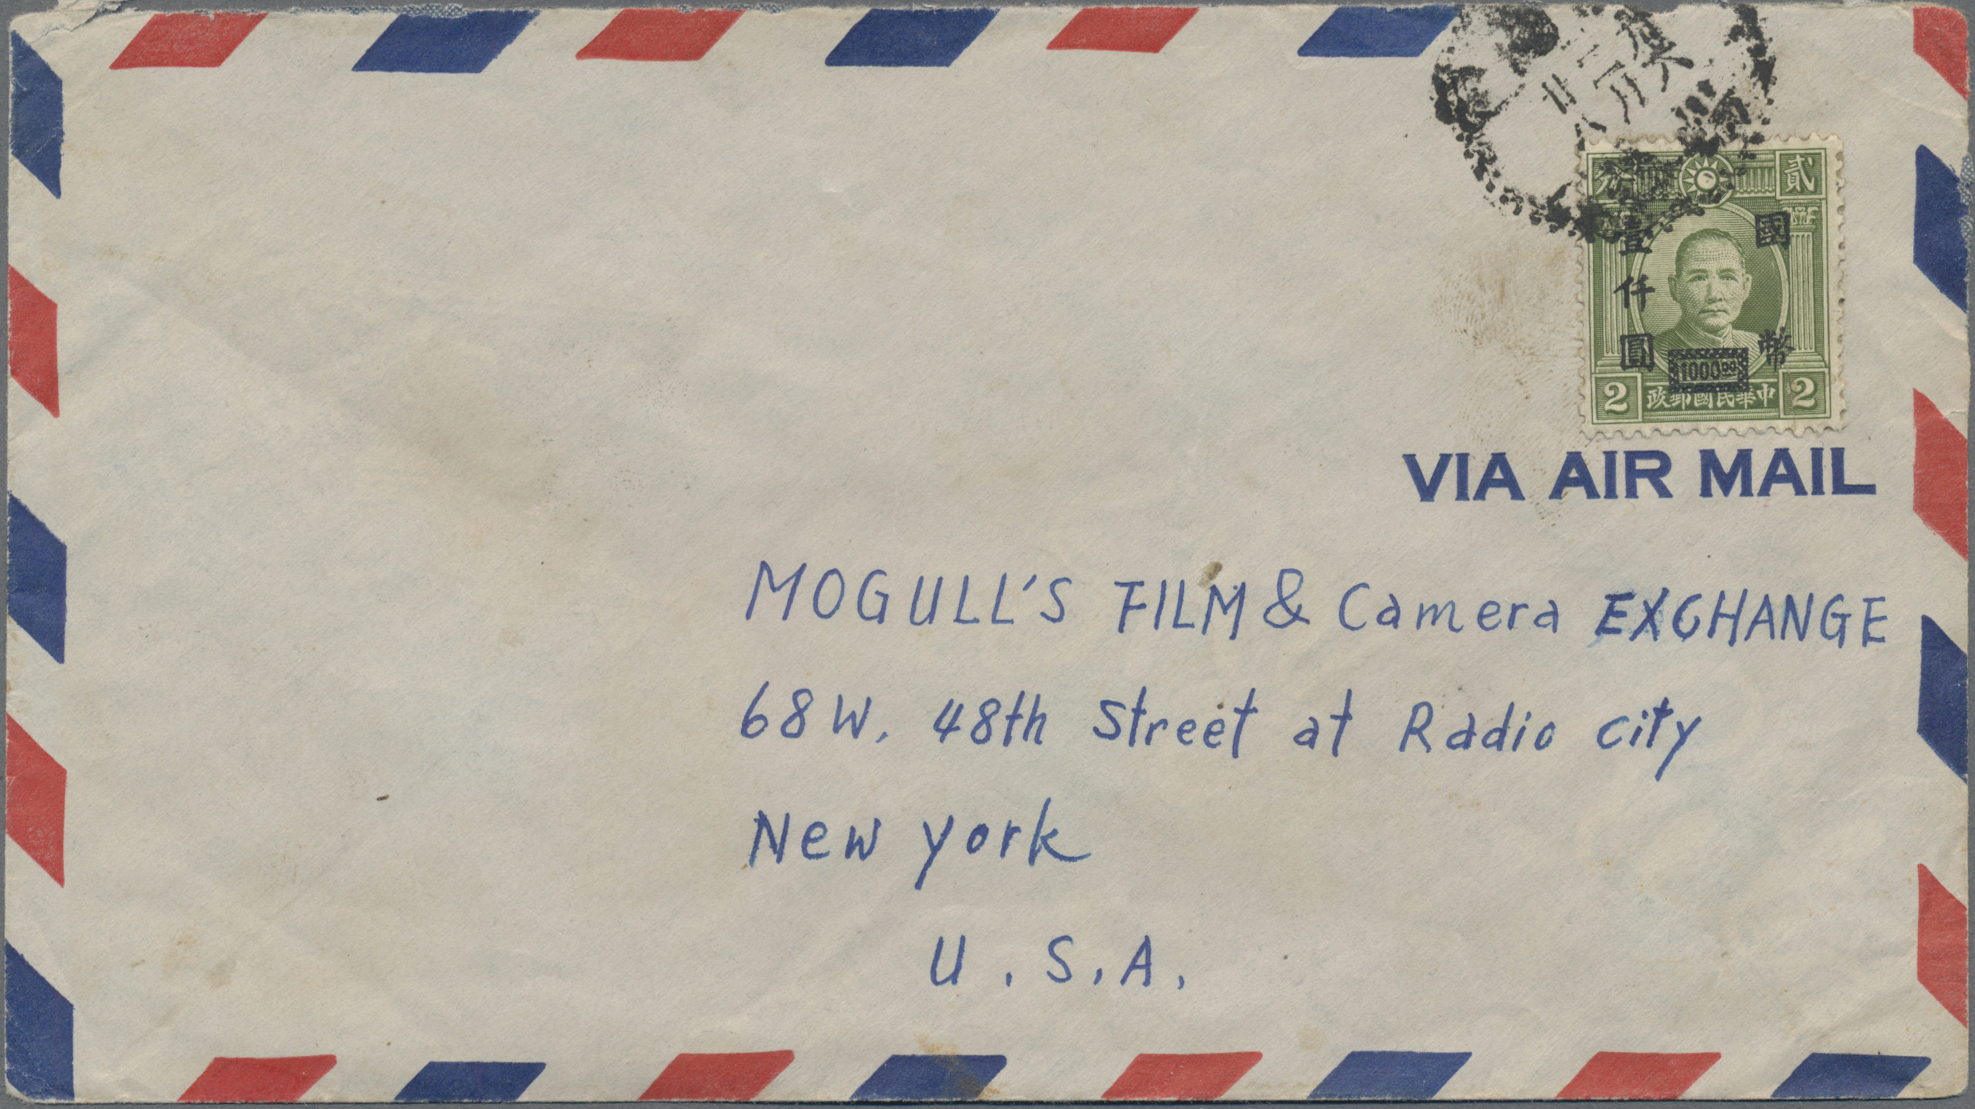 貳 分
國幣
壹仟圓
$1000.00
2 中華民國郵政 2
VIA AIR MAIL
MOGULL'S FILM & Camera EXCHANGE
68 W. 48th Street at Radio city
New york
U.S.A.